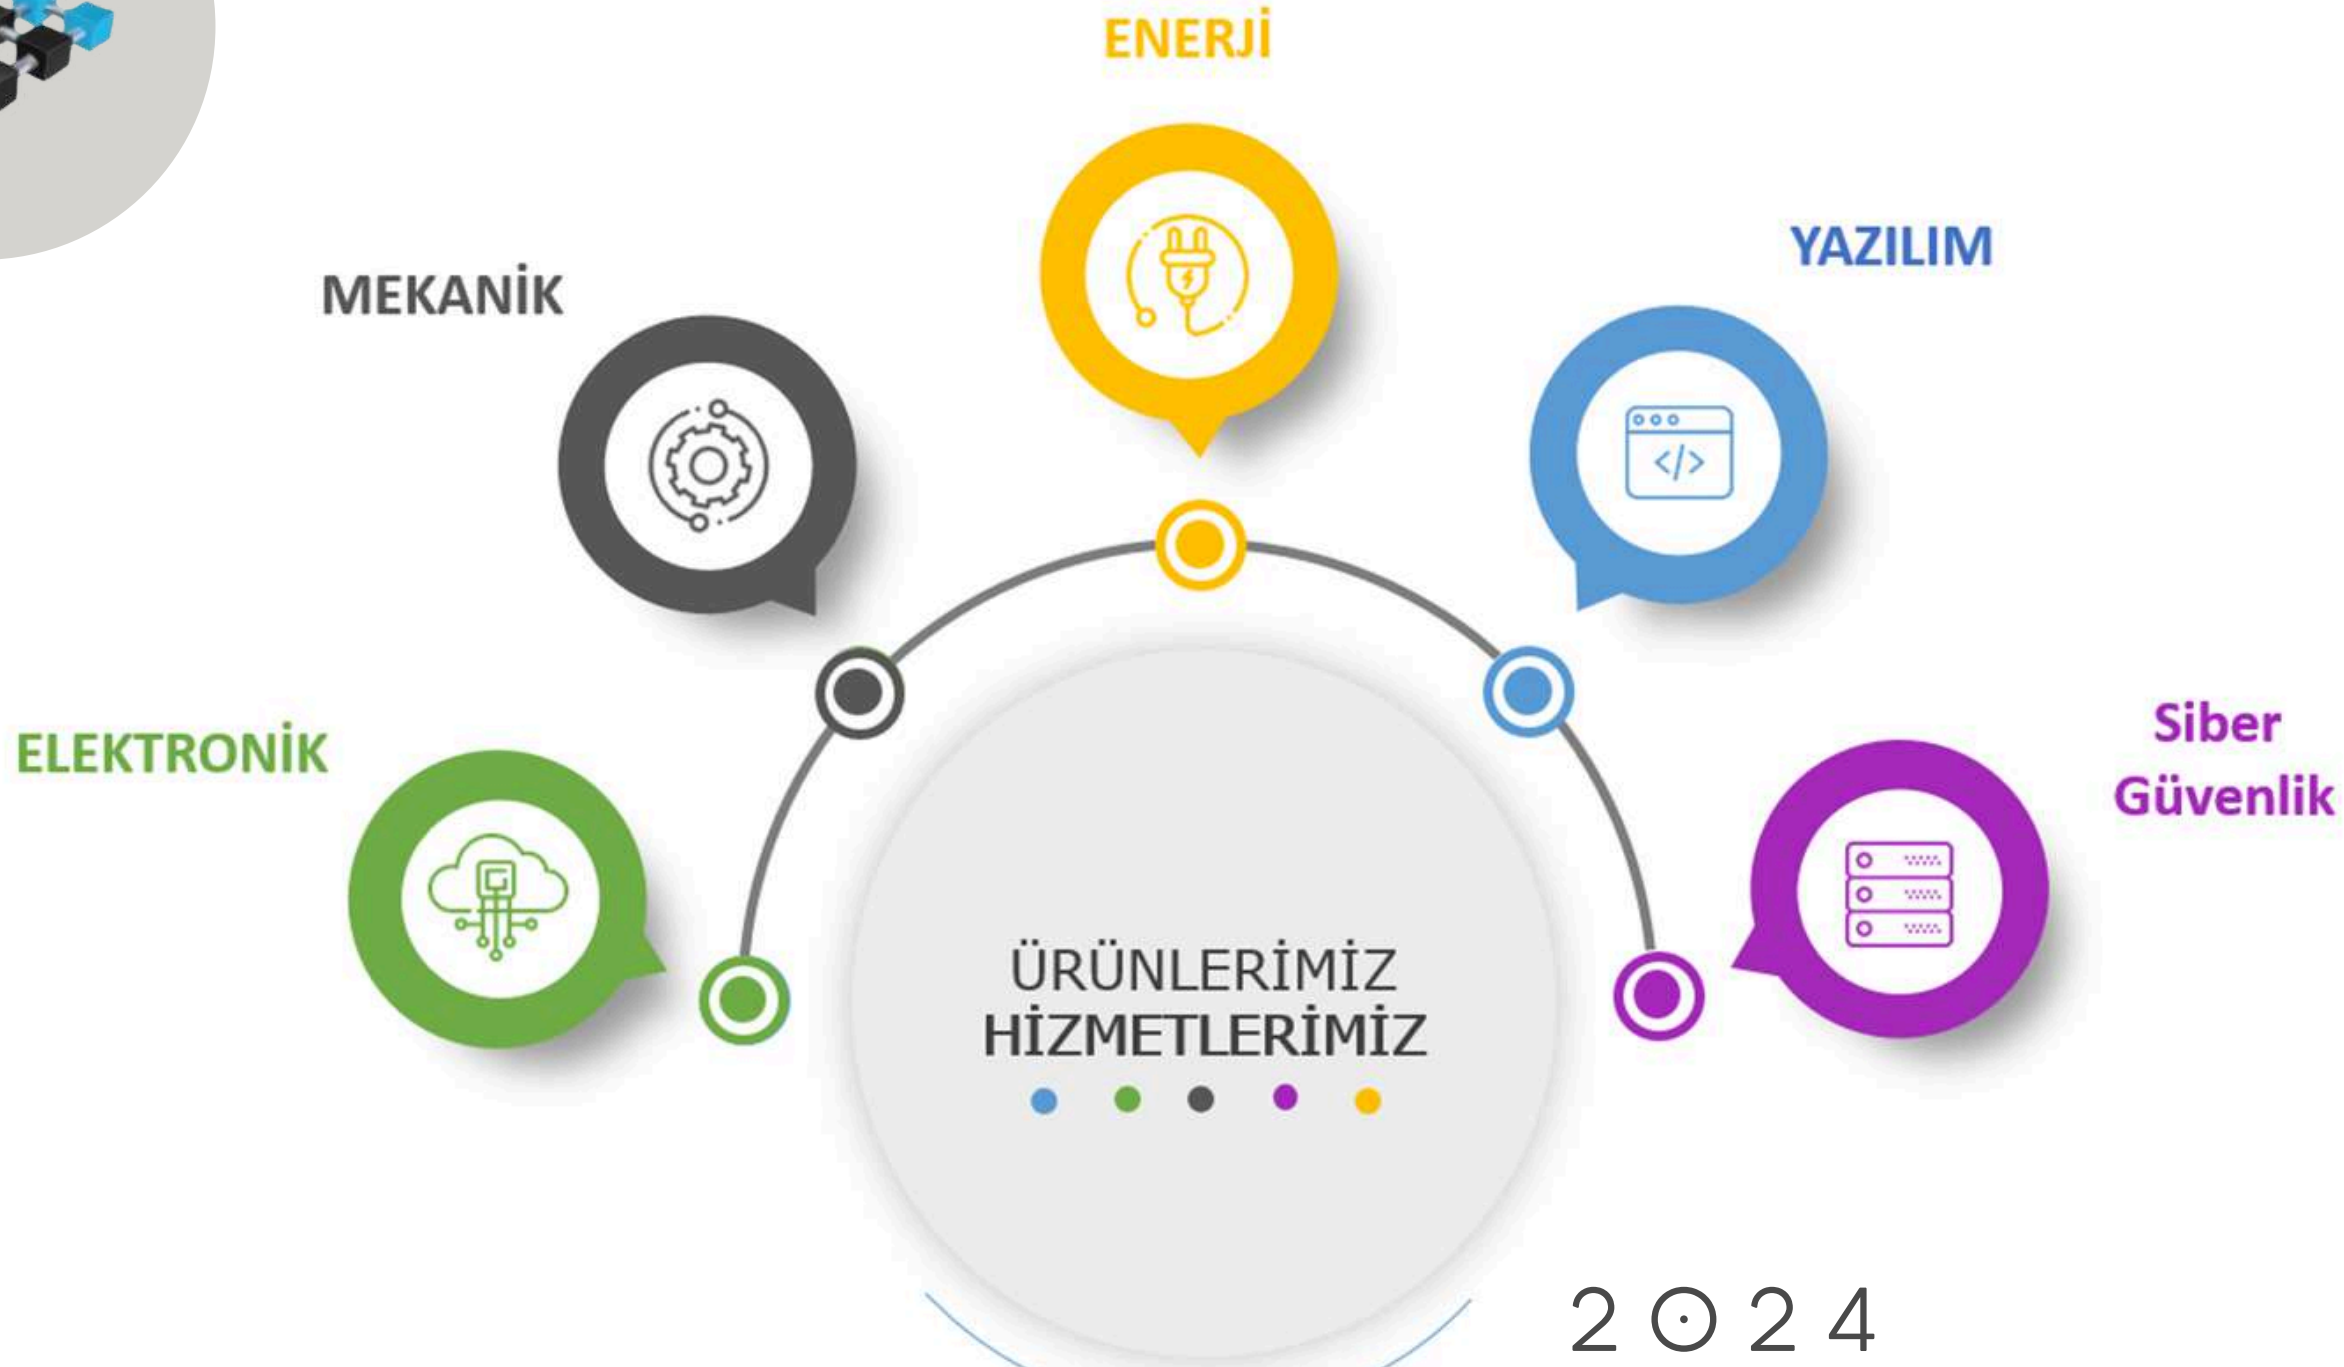 ENERJİ
YAZILIM
MEKANİK
Siber
Güvenlik
ELEKTRONİK
</>
ÜRÜNLERİMİZ
HİZMETLERİMİZ
2024